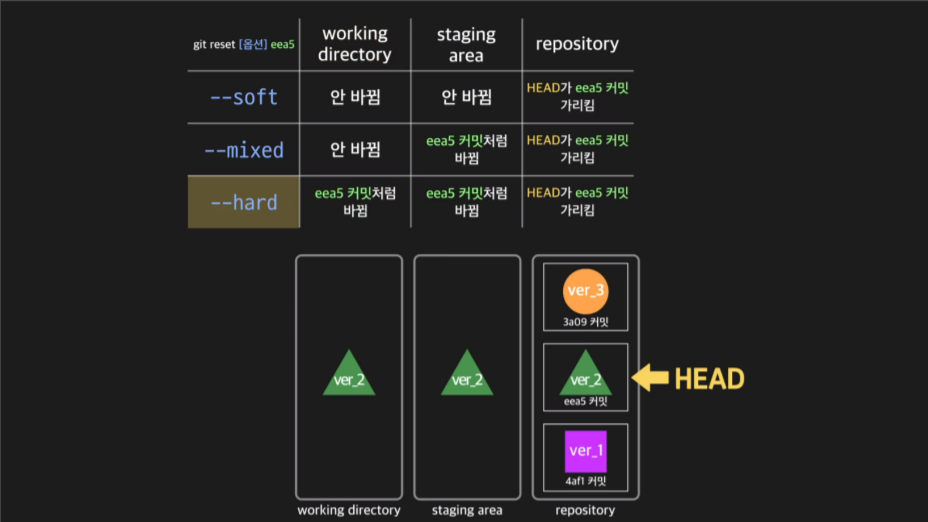 git reset [옵션] eea5
working
directory
staging
area
repository
--soft
안 바뀜
안 바뀜
HEAD가 eea5 커밋
가리킴
--mixed
안 바뀜
eea5 커밋처럼
바뀜
HEAD가 eea5 커밋
가리킴
--hard
eea5 커밋처럼
바뀜
eea5 커밋처럼
바뀜
HEAD가 eea5 커밋
가리킴
ver_3
3a09 커밋
ver_2
ver_2
ver_2
eea5 커밋
HEAD
ver_1
4af1 커밋
working directory
staging area
repository